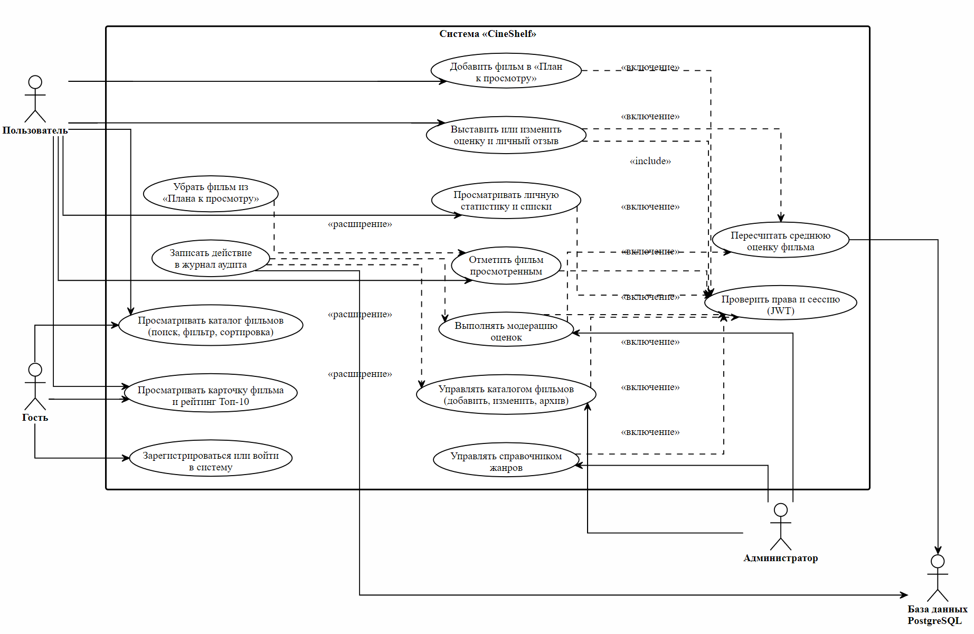 Система «CineShelf»
Добавить фильм в «План
к просмотру»
«включение»
Пользователь
Выставить или изменить
оценку и личный отзыв
«включение»
«include»
Убрать фильм из
«Плана к просмотру»
Просматривать личную
статистику и списки
«включение»
«расширение»
Пересчитать среднюю
оценку фильма
Записать действие
в журнал аудита
Отметить фильм
просмотренным
«включение»
«включение»
Проверить права и сессию
(JWT)
Просматривать каталог фильмов
(поиск, фильтр, сортировка)
«расширение»
Выполнять модерацию
оценок
«включение»
Гость
Просматривать карточку фильма
и рейтинг Топ-10
«расширение»
Управлять каталогом фильмов
(добавить, изменить, архив)
«включение»
«включение»
Зарегистрироваться или войти
в систему
Управлять справочником
жанров
Администратор
База данных
PostgreSQL